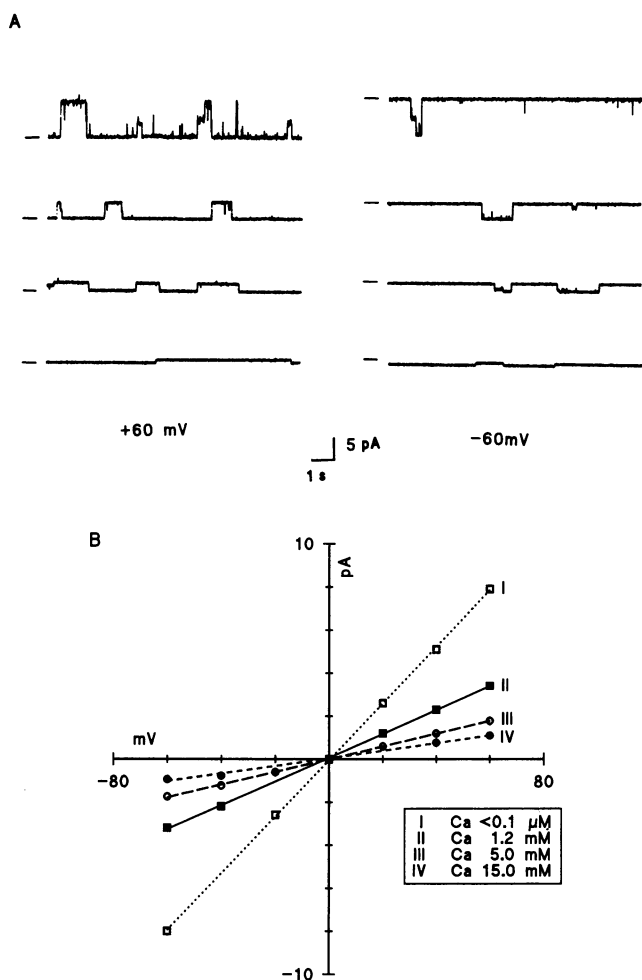 A
+60 mV
-60mV
5 pA
1 s
B
10
pA
I
II
III
IV
mV
-80
80
I Ca <0.1 µM
II Ca 1.2 mM
III Ca 5.0 mM
IV Ca 15.0 mM
-10